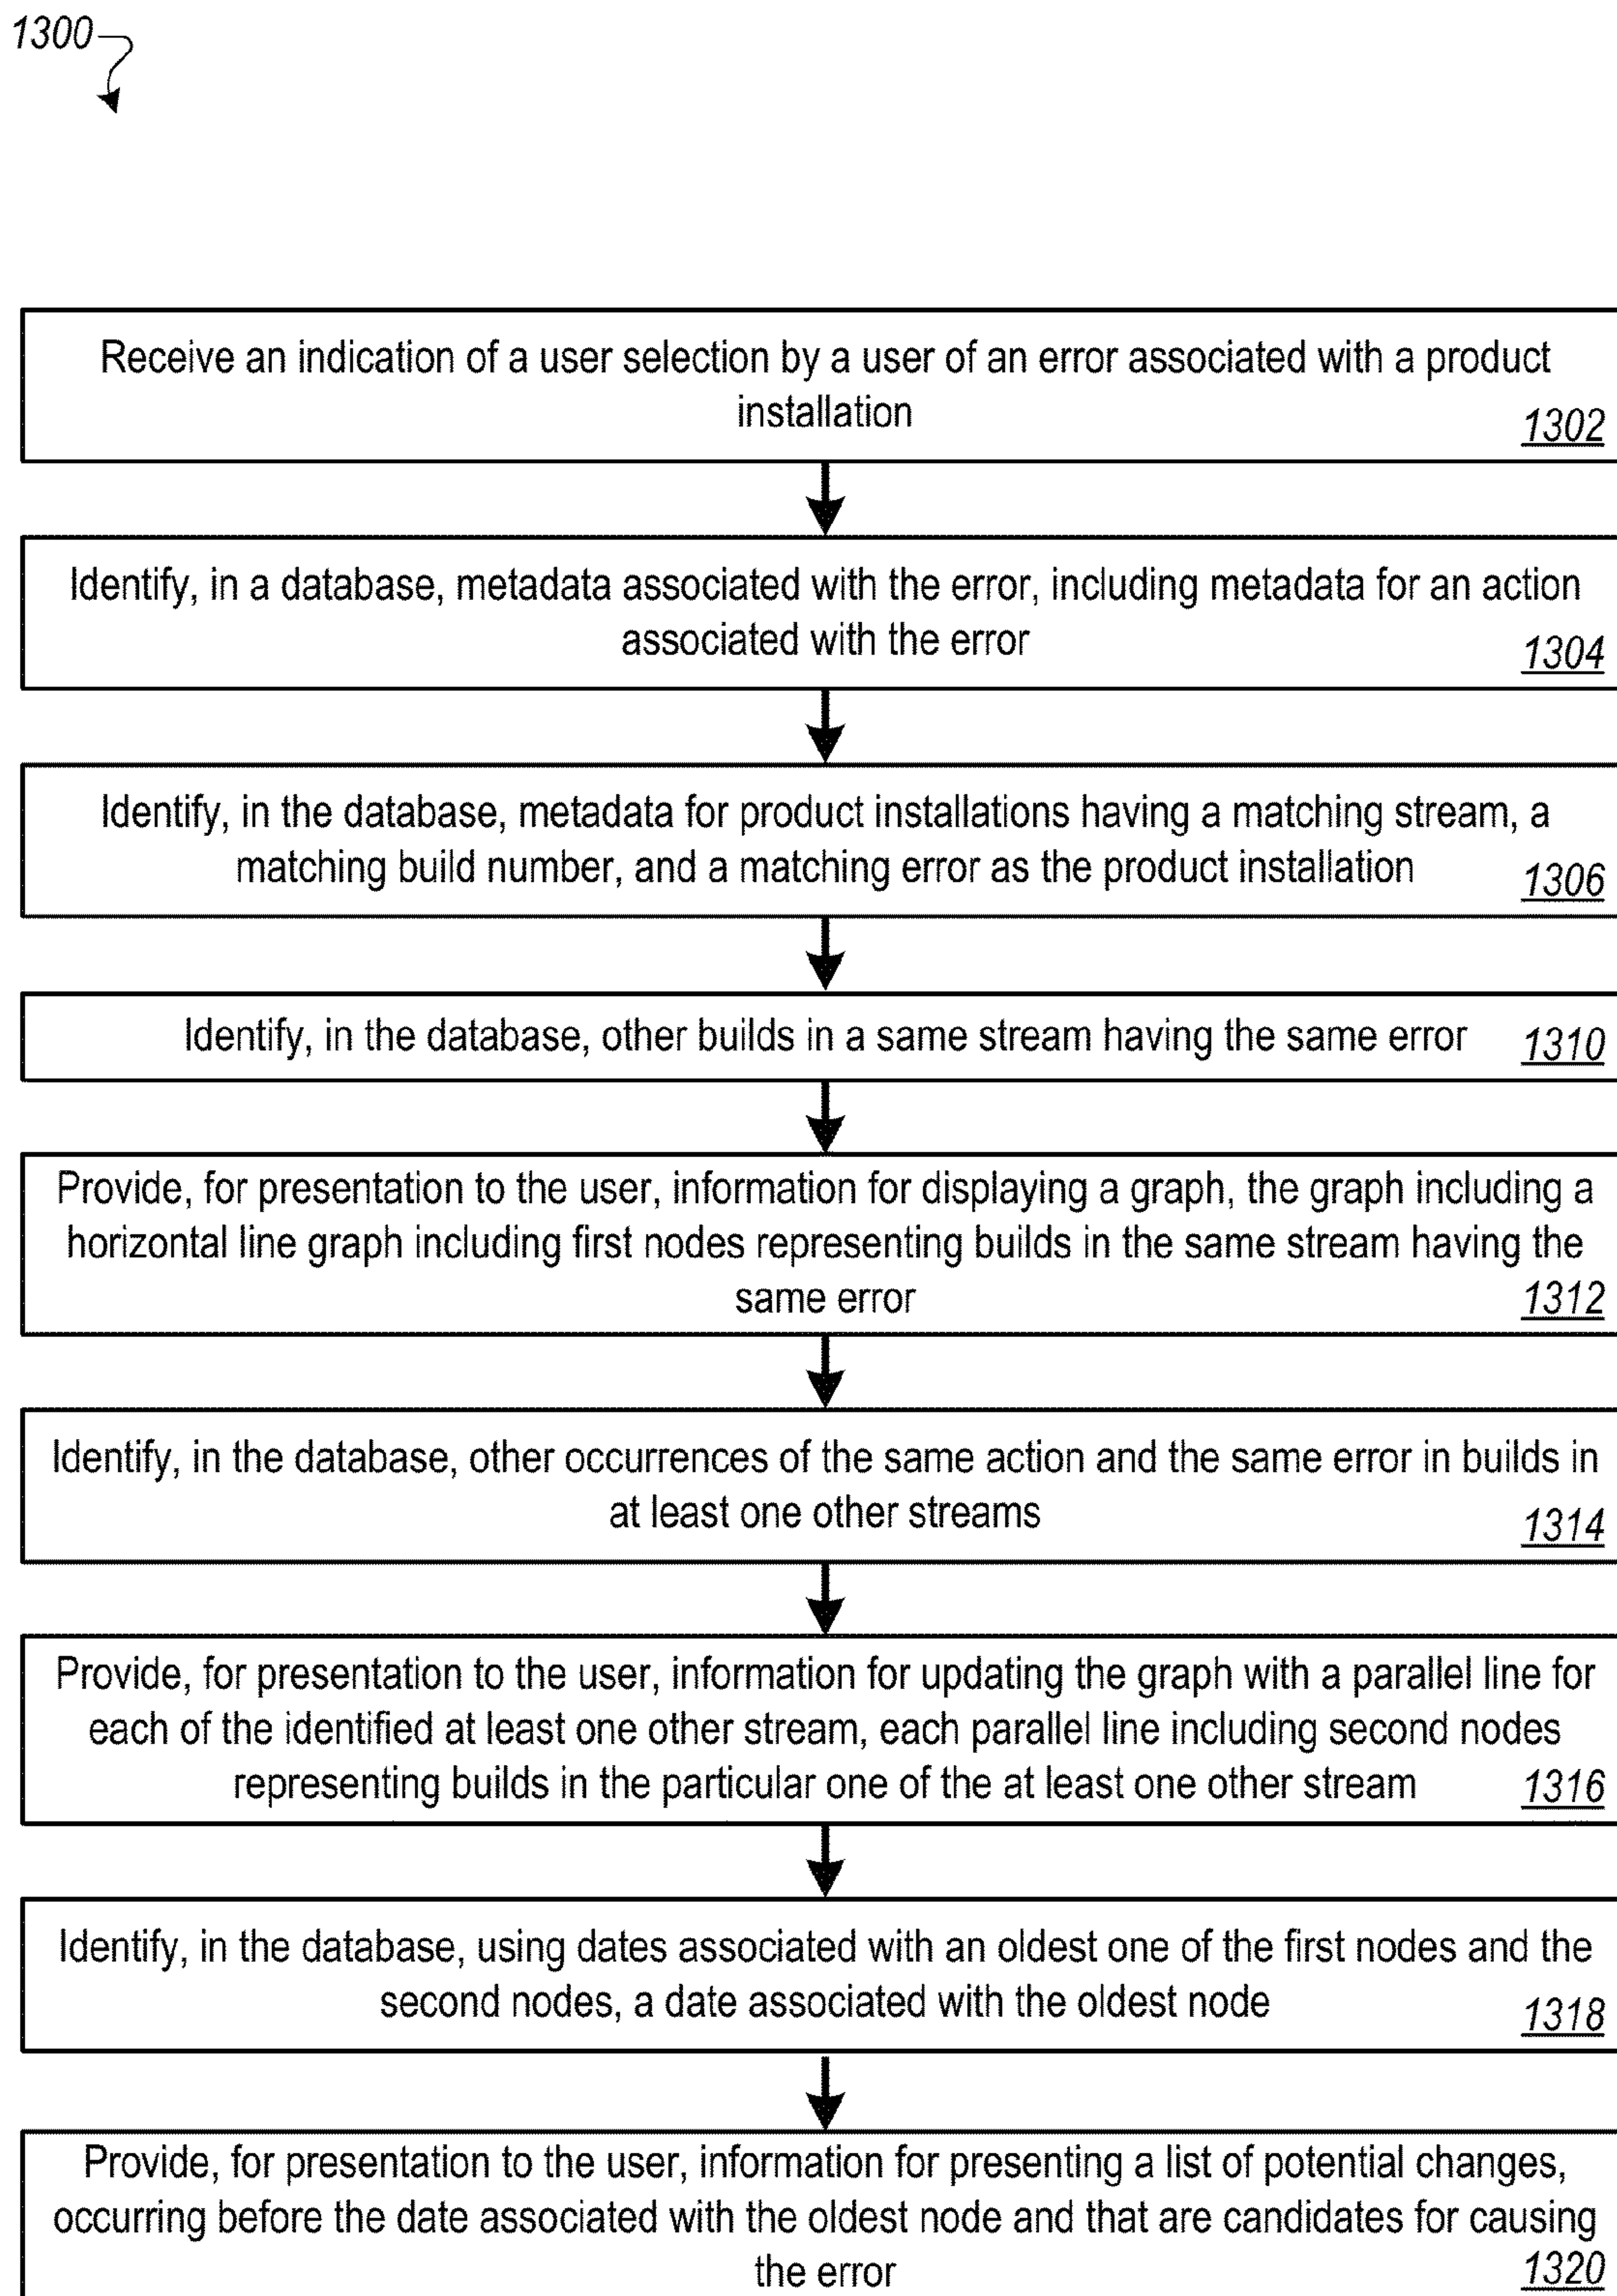 1300
Receive an indication of a user selection by a user of an error associated with a product
installation
1302
Identify, in a database, metadata associated with the error, including metadata for an action
associated with the error
1304
Identify, in the database, metadata for product installations having a matching stream, a
matching build number, and a matching error as the product installation
1306
Identify, in the database, other builds in a same stream having the same error 1310
Provide, for presentation to the user, information for displaying a graph, the graph including a
horizontal line graph including first nodes representing builds in the same stream having the
same error
1312
Identify, in the database, other occurrences of the same action and the same error in builds in
at least one other streams
1314
Provide, for presentation to the user, information for updating the graph with a parallel line for
each of the identified at least one other stream, each parallel line including second nodes
representing builds in the particular one of the at least one other stream 1316
Identify, in the database, using dates associated with an oldest one of the first nodes and the
second nodes, a date associated with the oldest node
1318
Provide, for presentation to the user, information for presenting a list of potential changes,
occurring before the date associated with the oldest node and that are candidates for causing
the error
1320